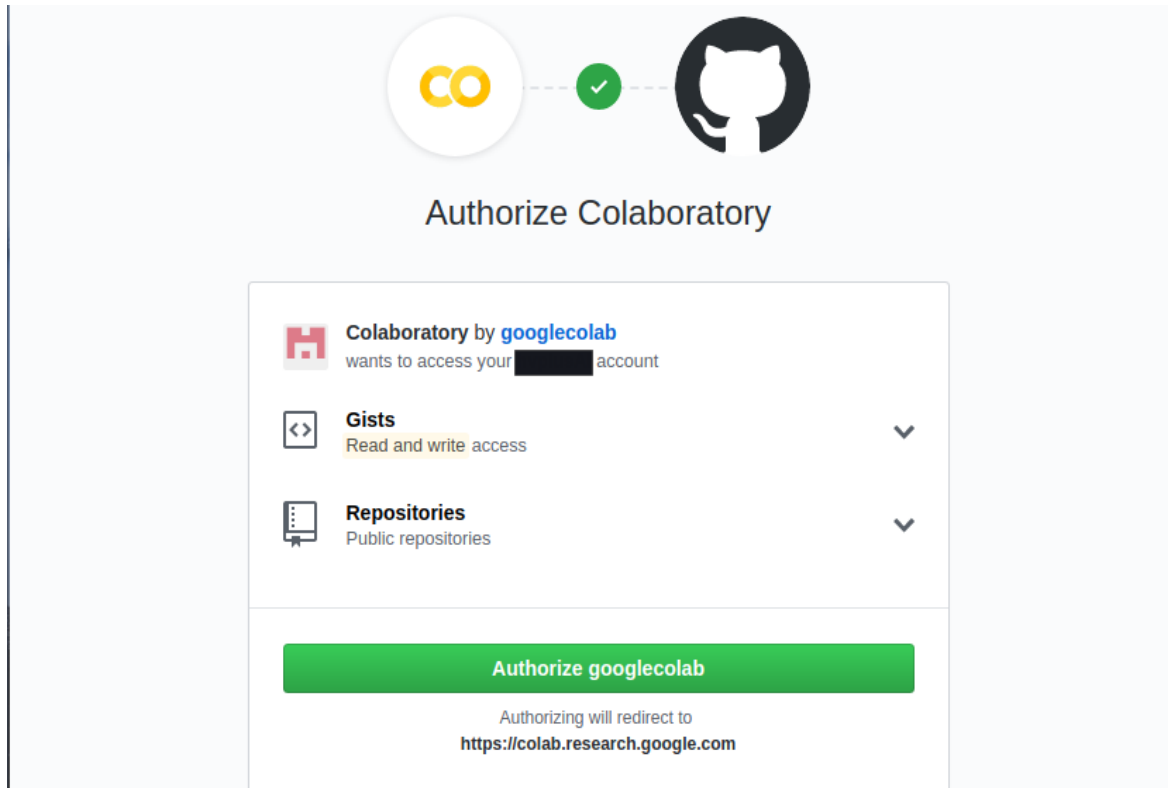 CO
Authorize Colaboratory
Colaboratory by googlecolab
wants to access your account
Gists
Read and write access
Repositories
Public repositories
Authorize googlecolab
Authorizing will redirect to
https://colab.research.google.com